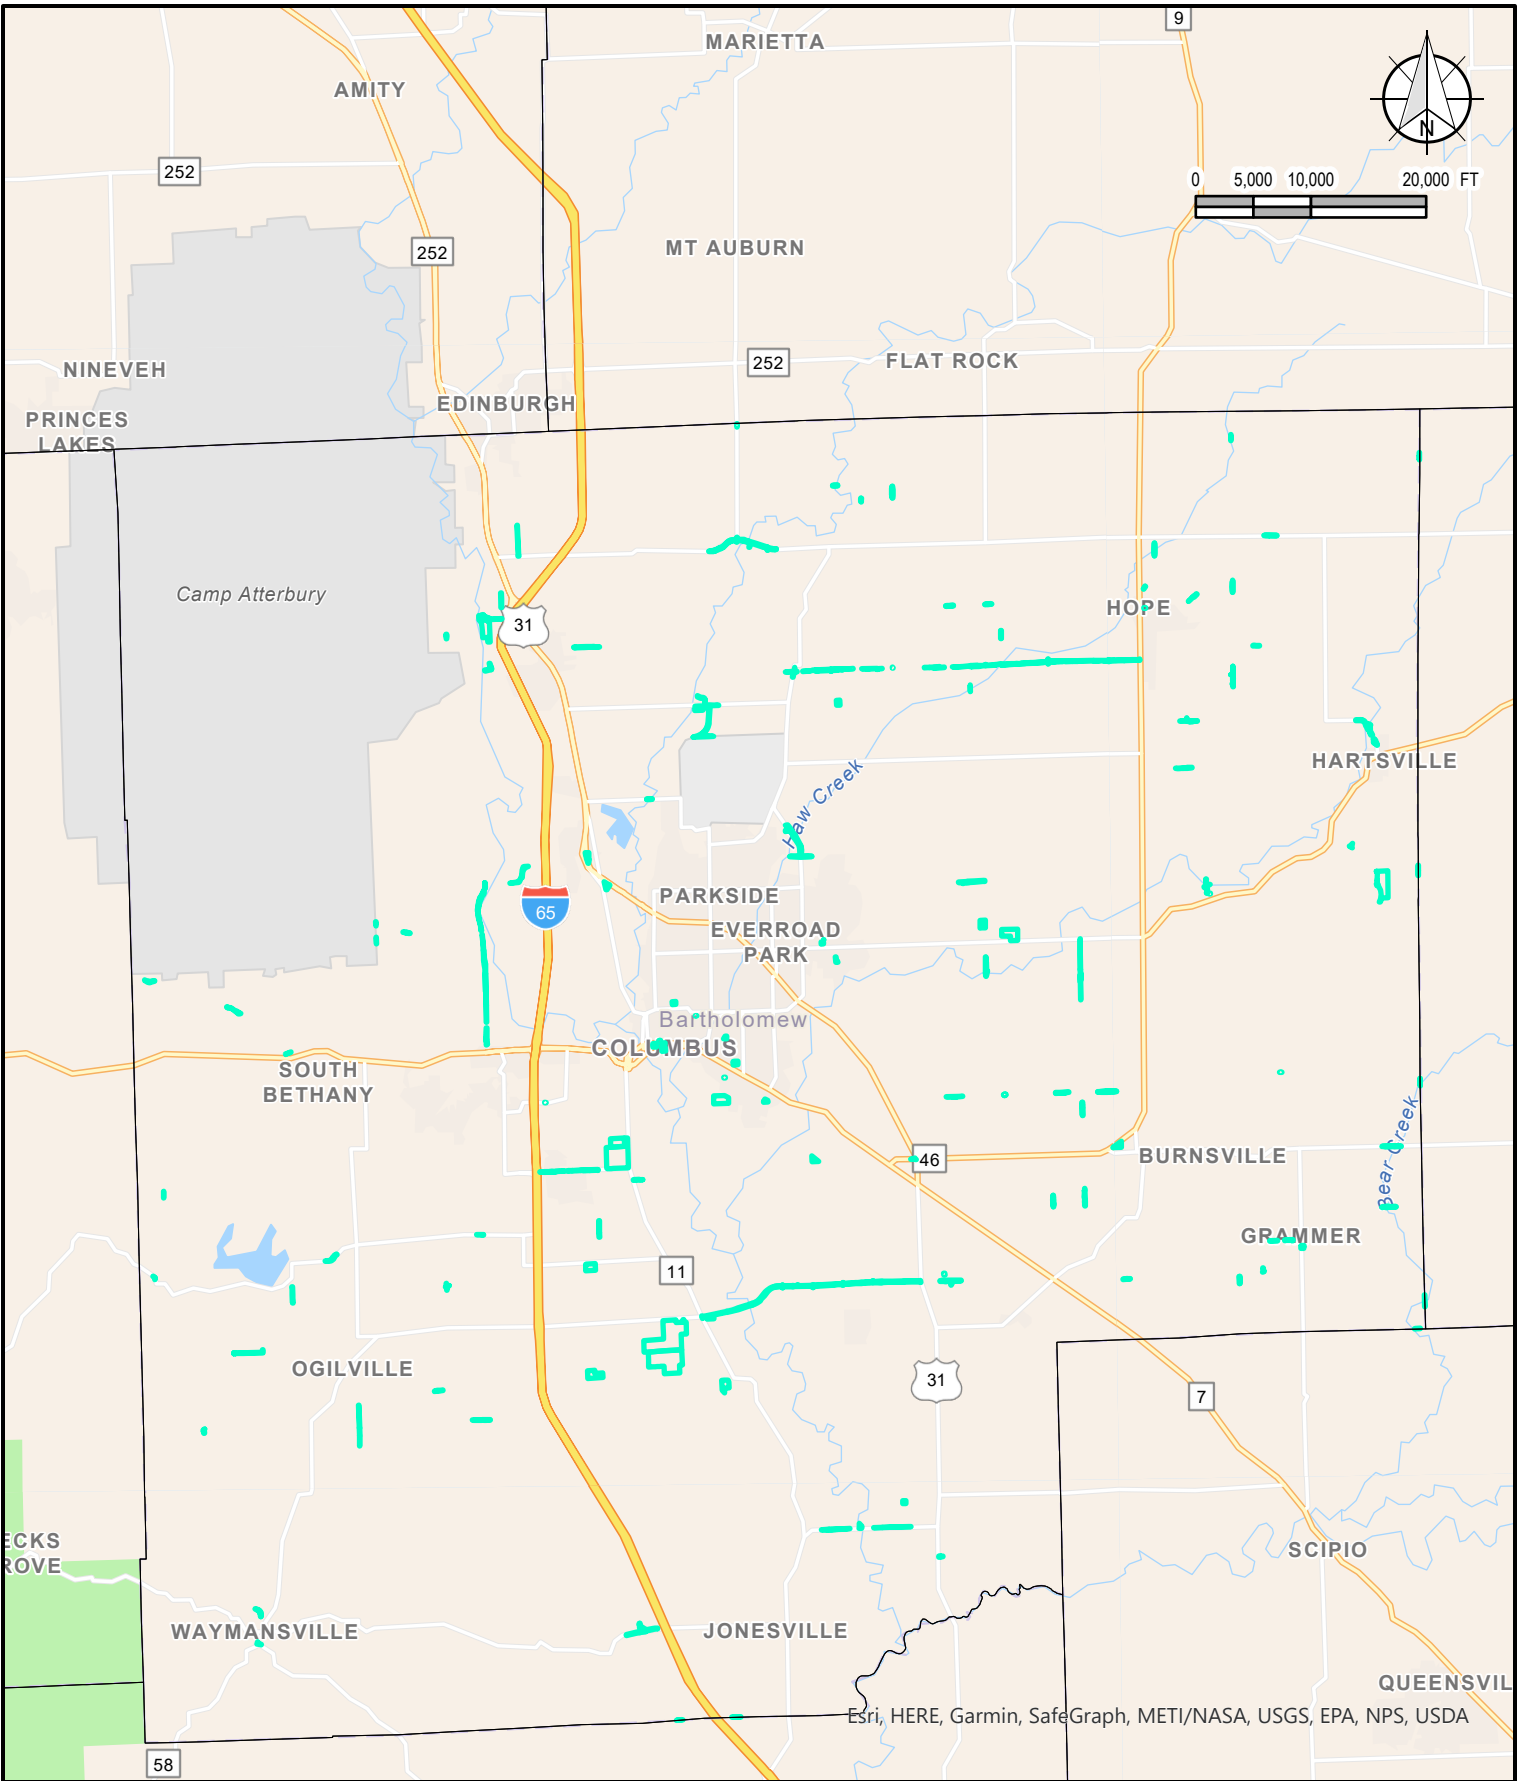 9
MARIETTA
AMITY
N
252
0 5,000 10,000 20,000 FT
252
MT AUBURN
252
FLAT ROCK
NINEVEH
EDINBURGH
PRINCES
LAKES
Camp Atterbury
HOPE
31
HARTSVILLE
Haw Creek
PARKSIDE
65
EVERROAD
PARK
Bartholomew
COLUMBUS
SOUTH
BETHANY
Bear Creek
46
BURNSVILLE
GRAMMER
11
OGILVILLE
31
7
ECKS
ROVE
SCIPIO
WAYMANSVILLE
JONESVILLE
QUEENSVIL
Esri, HERE, Garmin, SafeGraph, METI/NASA, USGS, EPA, NPS, USDA
58